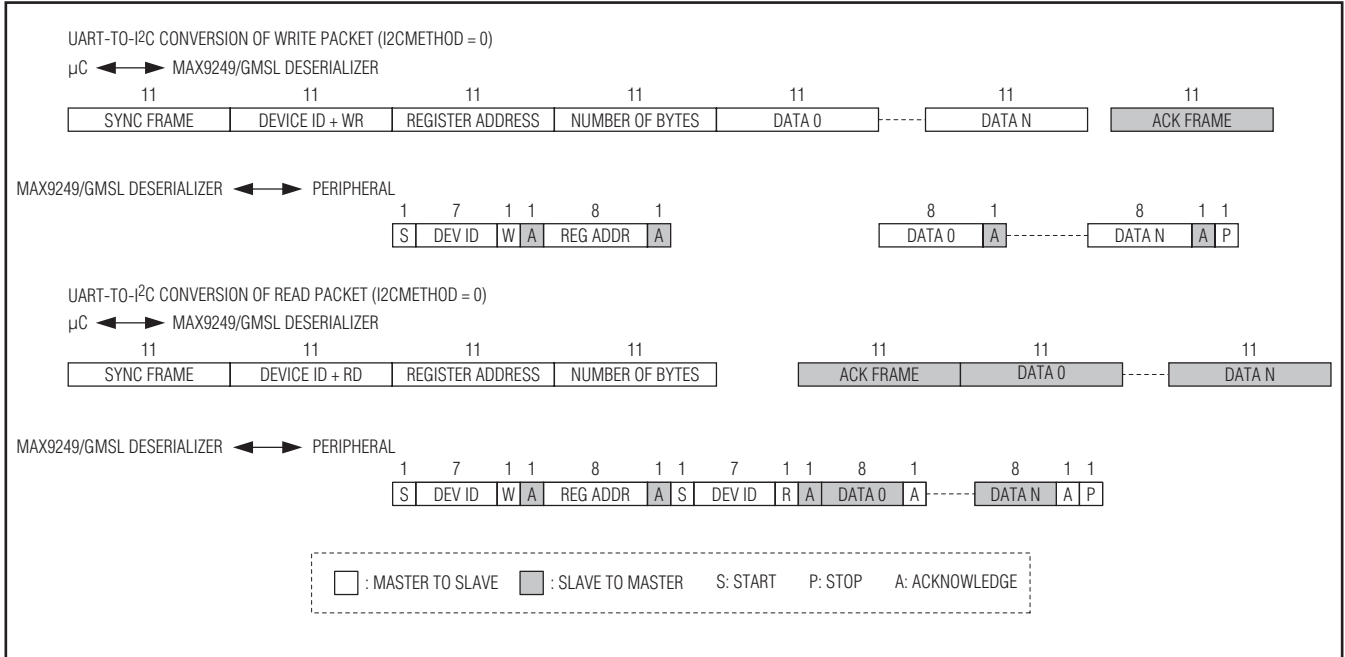 UART-TO-I2C CONVERSION OF WRITE PACKET (I2CMETHOD = 0)
µC MAX9249/GMSL DESERIALIZER
11 11 11 11 11 11 11
SYNC FRAME DEVICE ID + WR REGISTER ADDRESS NUMBER OF BYTES DATA 0 DATA N ACK FRAME
MAX9249/GMSL DESERIALIZER PERIPHERAL
1 7 1 1 8 1 8 1 8 1 1
S DEV ID W A REG ADDR A DATA 0 A DATA N A P
UART-TO-I2C CONVERSION OF READ PACKET (I2CMETHOD = 0)
µC MAX9249/GMSL DESERIALIZER
11 11 11 11 11 11 11
SYNC FRAME DEVICE ID + RD REGISTER ADDRESS NUMBER OF BYTES ACK FRAME DATA 0 DATA N
MAX9249/GMSL DESERIALIZER PERIPHERAL
1 7 1 1 8 1 1 7 1 1 8 1 8 1 1
S DEV ID W A REG ADDR A S DEV ID R A DATA 0 A DATA N A P
: MASTER TO SLAVE : SLAVE TO MASTER S: START P: STOP A: ACKNOWLEDGE